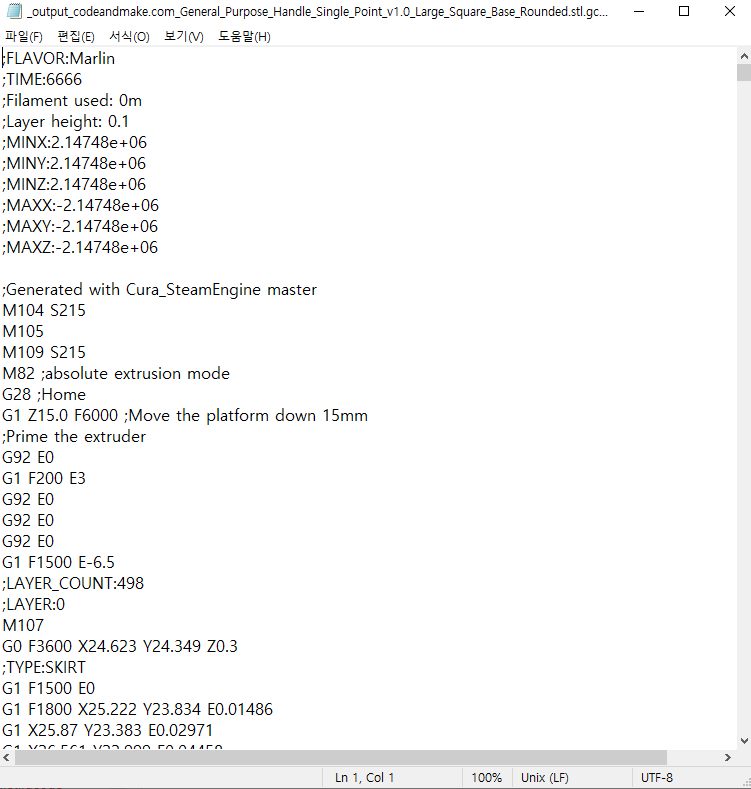 _output_codeandmake.com_General_Purpose_Handle_Single_Point_v1.0_Large_Square_Base_Rounded.stl.gc...
파일(F) 편집(E) 서식(O) 보기(V) 도움말(H)
;FLAVOR:Marlin
;TIME:6666
;Filament used: 0m
;Layer height: 0.1
;MINX:2.14748e+06
;MINY:2.14748e+06
;MINZ:2.14748e+06
;MAXX:-2.14748e+06
;MAXY:-2.14748e+06
;MAXZ:-2.14748e+06
;Generated with Cura_SteamEngine master
M104 S215
M105
M109 S215
M82 ;absolute extrusion mode
G28 ;Home
G1 Z15.0 F6000 ;Move the platform down 15mm
;Prime the extruder
G92 E0
G1 F200 E3
G92 E0
G92 E0
G92 E0
G1 F1500 E-6.5
;LAYER_COUNT:498
;LAYER:0
M107
G0 F3600 X24.623 Y24.349 Z0.3
;TYPE:SKIRT
G1 F1500 E0
G1 F1800 X25.222 Y23.834 E0.01486
G1 X25.87 Y23.383 E0.02971
G1 X26.561 Y22.999 E0.04458
Ln 1, Col 1 100% Unix (LF) UTF-8